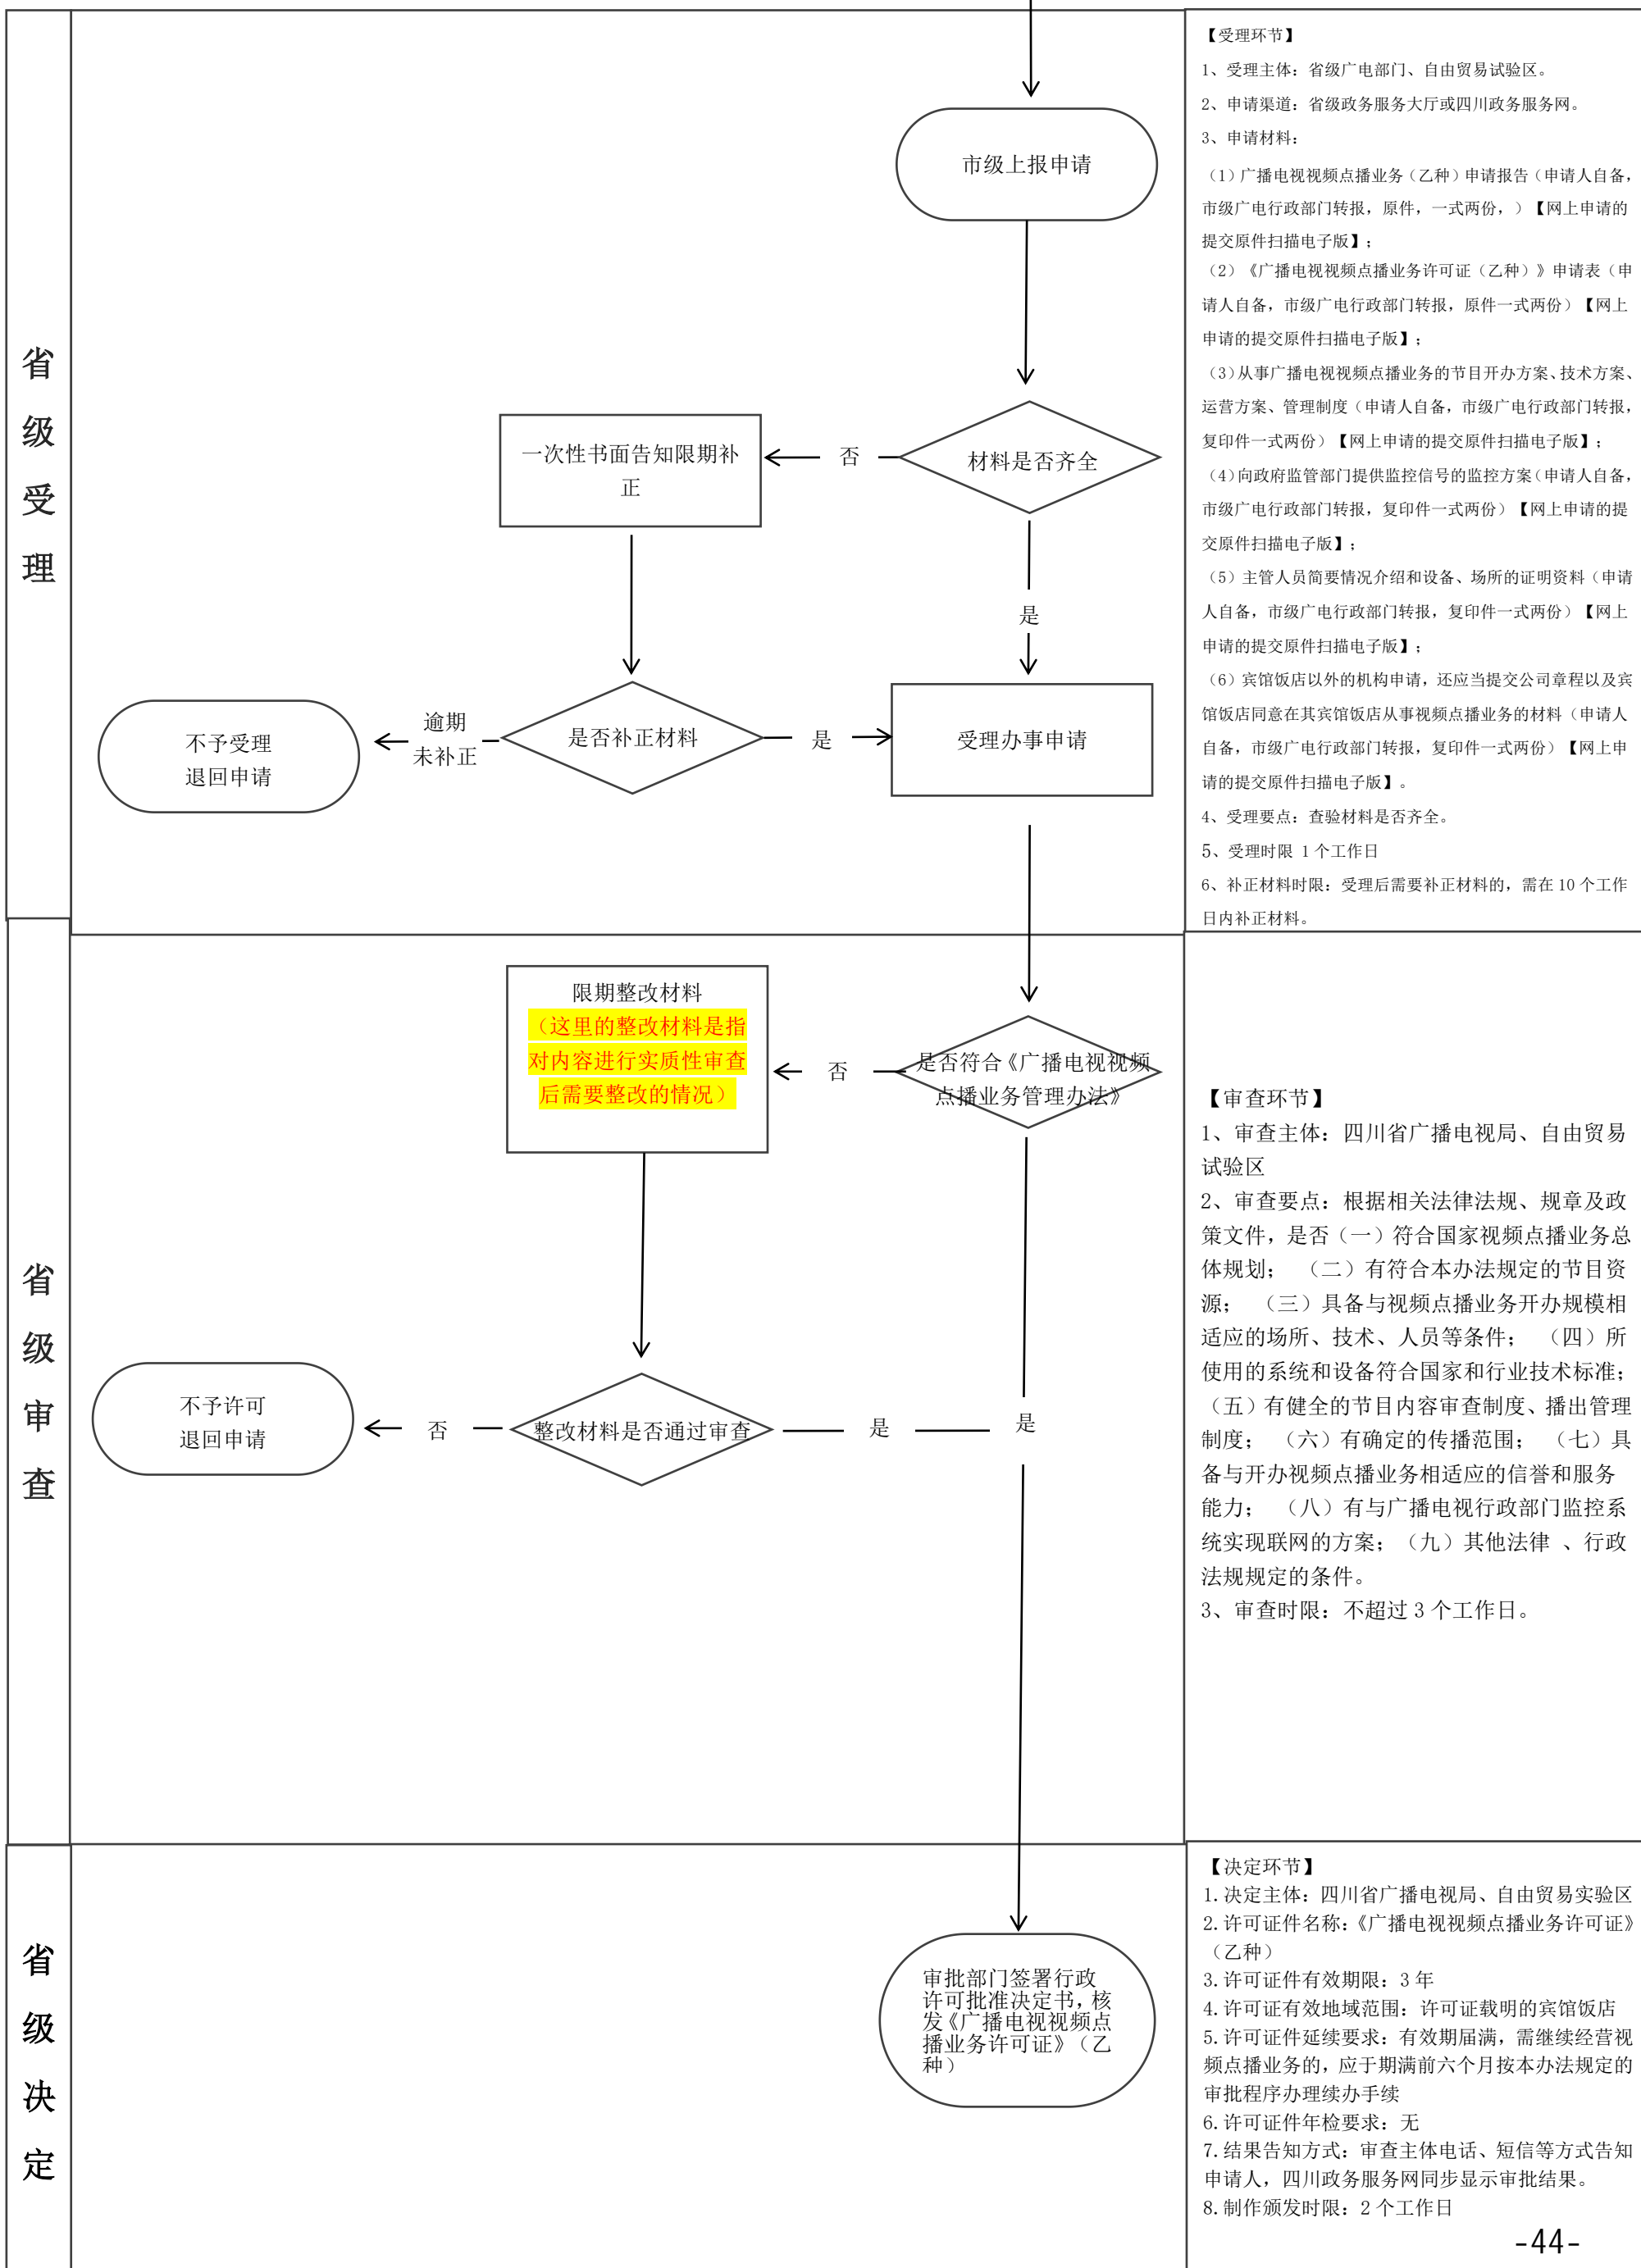 省
级
受
理
市级上报申请
材料是否齐全
否
一次性书面告知限期补
正
是
是否补正材料
逾期
未补正
不予受理
退回申请
是
受理办事申请
【受理环节】
1、受理主体：省级广电部门、自由贸易试验区。
2、申请渠道：省级政务服务大厅或四川政务服务网。
3、申请材料：
（1）广播电视视频点播业务（乙种）申请报告（申请人自备，
市级广电行政部门转报，原件，一式两份，）【网上申请的
提交原件扫描电子版】；
（2）《广播电视视频点播业务许可证（乙种）》申请表（申
请人自备，市级广电行政部门转报，原件一式两份）【网上
申请的提交原件扫描电子版】；
（3）从事广播电视视频点播业务的节目开办方案、技术方案、
运营方案、管理制度（申请人自备，市级广电行政部门转报，
复印件一式两份）【网上申请的提交原件扫描电子版】；
（4）向政府监管部门提供监控信号的监控方案（申请人自备，
市级广电行政部门转报，复印件一式两份）【网上申请的提
交原件扫描电子版】；
（5）主管人员简要情况介绍和设备、场所的证明资料（申请
人自备，市级广电行政部门转报，复印件一式两份）【网上
申请的提交原件扫描电子版】；
（6）宾馆饭店以外的机构申请，还应当提交公司章程以及宾
馆饭店同意在其宾馆饭店从事视频点播业务的材料（申请人
自备，市级广电行政部门转报，复印件一式两份）【网上申
请的提交原件扫描电子版】。
4、受理要点：查验材料是否齐全。
5、受理时限 1 个工作日
6、补正材料时限：受理后需要补正材料的，需在 10 个工作
日内补正材料。
省
级
审
查
是否符合《广播电视视频
点播业务管理办法》
否
限期整改材料
（这里的整改材料是指
对内容进行实质性审查
后需要整改的情况）
整改材料是否通过审查
否
不予许可
退回申请
是
是
【审查环节】
1、审查主体：四川省广播电视局、自由贸易
试验区
2、审查要点：根据相关法律法规、规章及政
策文件，是否（一）符合国家视频点播业务总
体规划； （二）有符合本办法规定的节目资
源； （三）具备与视频点播业务开办规模相
适应的场所、技术、人员等条件； （四）所
使用的系统和设备符合国家和行业技术标准；
（五）有健全的节目内容审查制度、播出管理
制度； （六）有确定的传播范围； （七）具
备与开办视频点播业务相适应的信誉和服务
能力； （八）有与广播电视行政部门监控系
统实现联网的方案；（九）其他法律 、行政
法规规定的条件。
3、审查时限：不超过 3 个工作日。
省
级
决
定
审批部门签署行政
许可批准决定书，核
发《广播电视视频点
播业务许可证》（乙
种）
【决定环节】
1.决定主体：四川省广播电视局、自由贸易实验区
2.许可证件名称：《广播电视视频点播业务许可证》
（乙种）
3.许可证件有效期限：3 年
4.许可证有效地域范围：许可证载明的宾馆饭店
5.许可证件延续要求：有效期届满，需继续经营视
频点播业务的，应于期满前六个月按本办法规定的
审批程序办理续办手续
6.许可证件年检要求：无
7.结果告知方式：审查主体电话、短信等方式告知
申请人，四川政务服务网同步显示审批结果。
8.制作颁发时限：2 个工作日
-44-